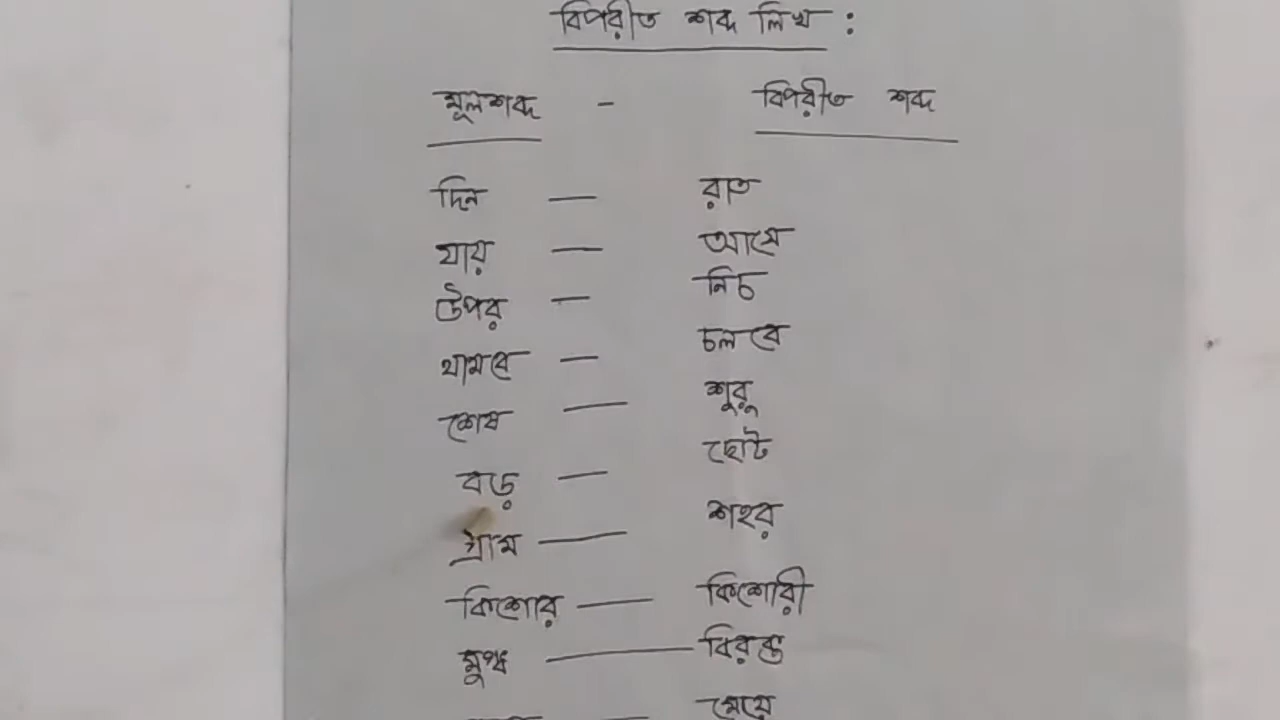 বিপরীত শব্দ লিখ :
মূলশব্দ - বিপরীত শব্দ
দিন — রাত
যায় — আসে
উপর — নিচ
থামবে — চলবে
শেষ — শুরু
বড় — ছোট
গ্রাম — শহর
কিশোর — কিশোরী
মুগ্ধ — বিরক্ত
— মেয়ে